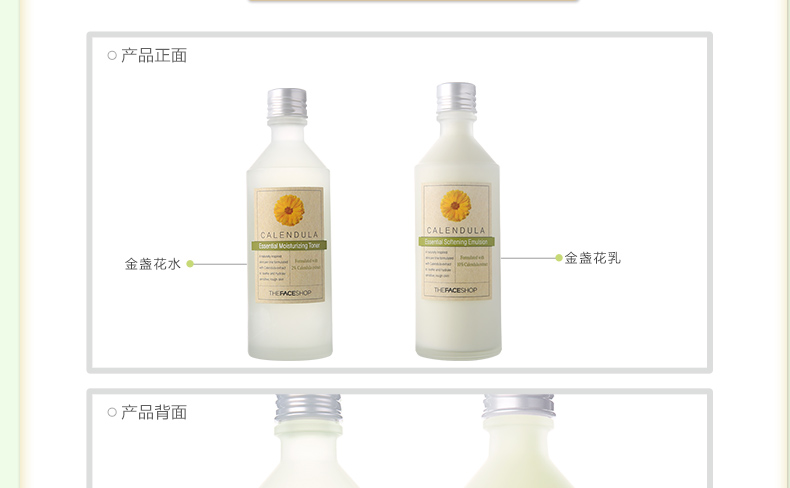 产品正面
CALENDULA
Essential Moisturizing Toner
THEFACESHOP
金盏花水
CALENDULA
Essential Softening Emulsion
THEFACESHOP
金盏花乳
产品背面